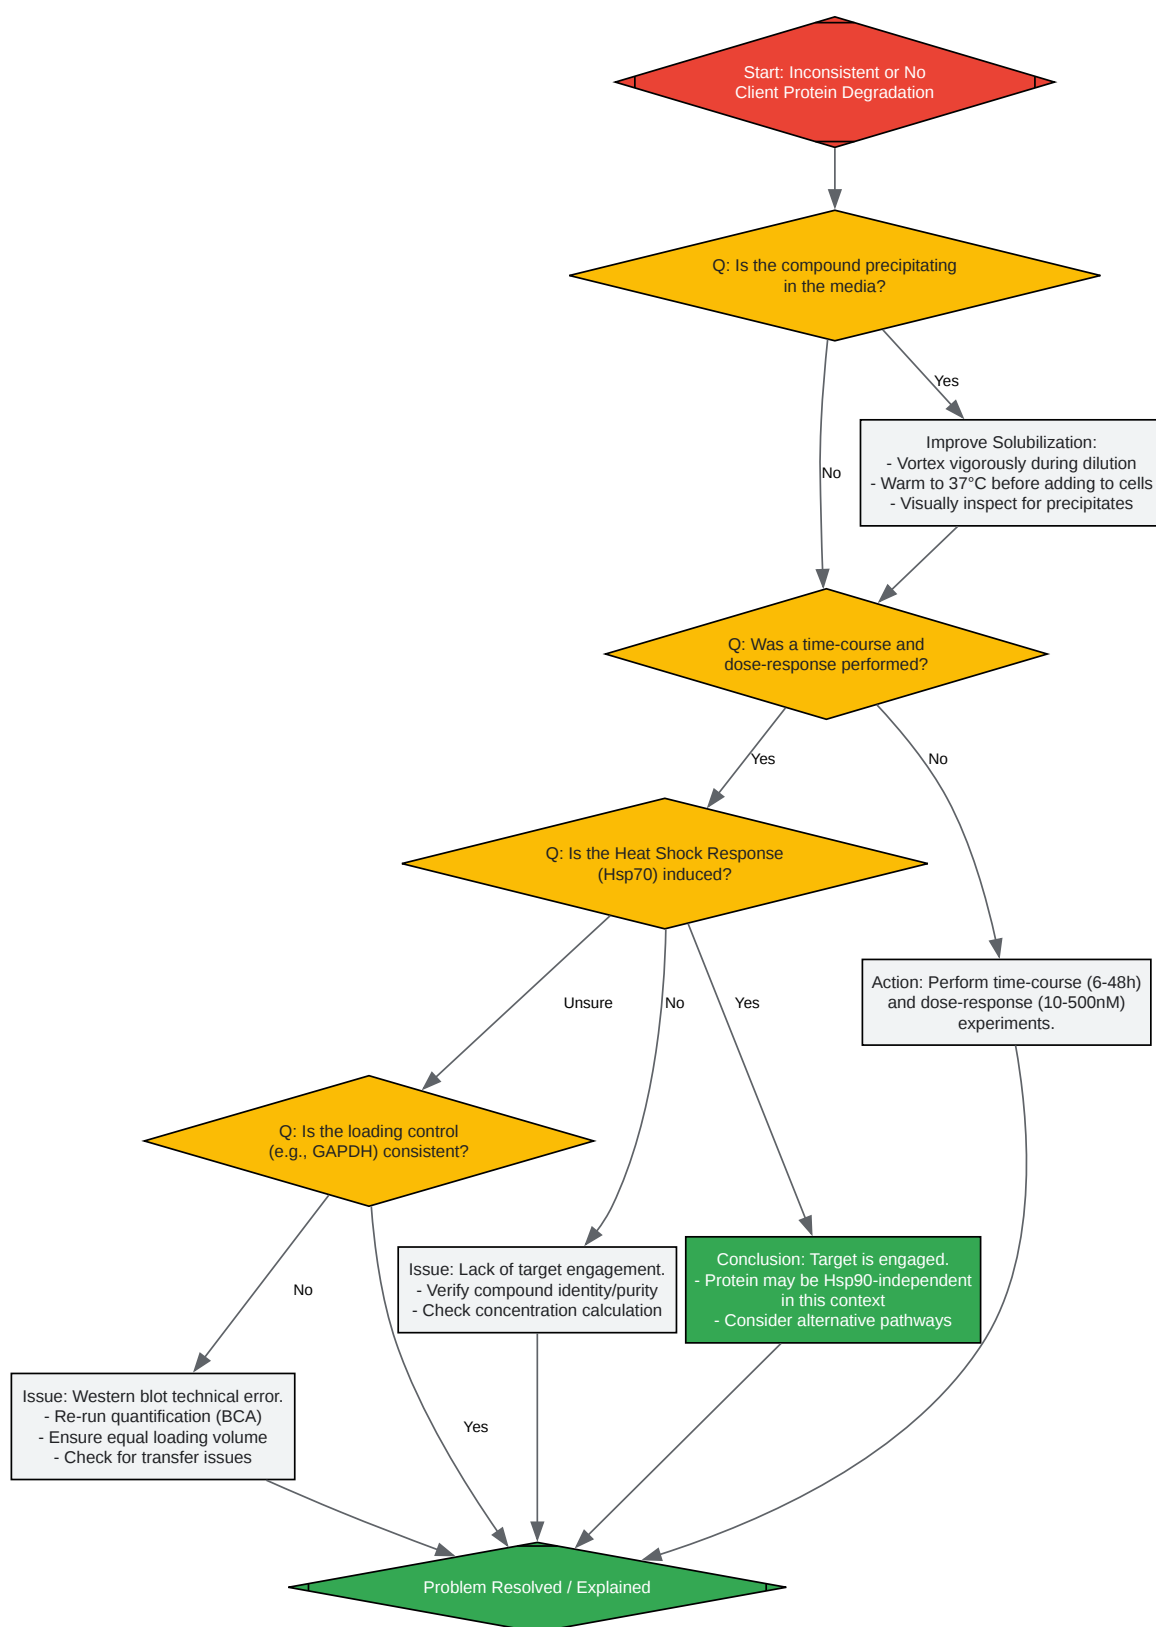 Start: Inconsistent or No
Client Protein Degradation
Q: Is the compound precipitating
in the media?
Yes
No
Improve Solubilization:
- Vortex vigorously during dilution
- Warm to 37°C before adding to cells
- Visually inspect for precipitates
Q: Was a time-course and
dose-response performed?
Yes
No
Q: Is the Heat Shock Response
(Hsp70) induced?
Unsure
No
Yes
Action: Perform time-course (6-48h)
and dose-response (10-500nM)
experiments.
Q: Is the loading control
(e.g., GAPDH) consistent?
No
Yes
Issue: Lack of target engagement.
- Verify compound identity/purity
- Check concentration calculation
Conclusion: Target is engaged.
- Protein may be Hsp90-independent
in this context
- Consider alternative pathways
Issue: Western blot technical error.
- Re-run quantification (BCA)
- Ensure equal loading volume
- Check for transfer issues
Problem Resolved / Explained